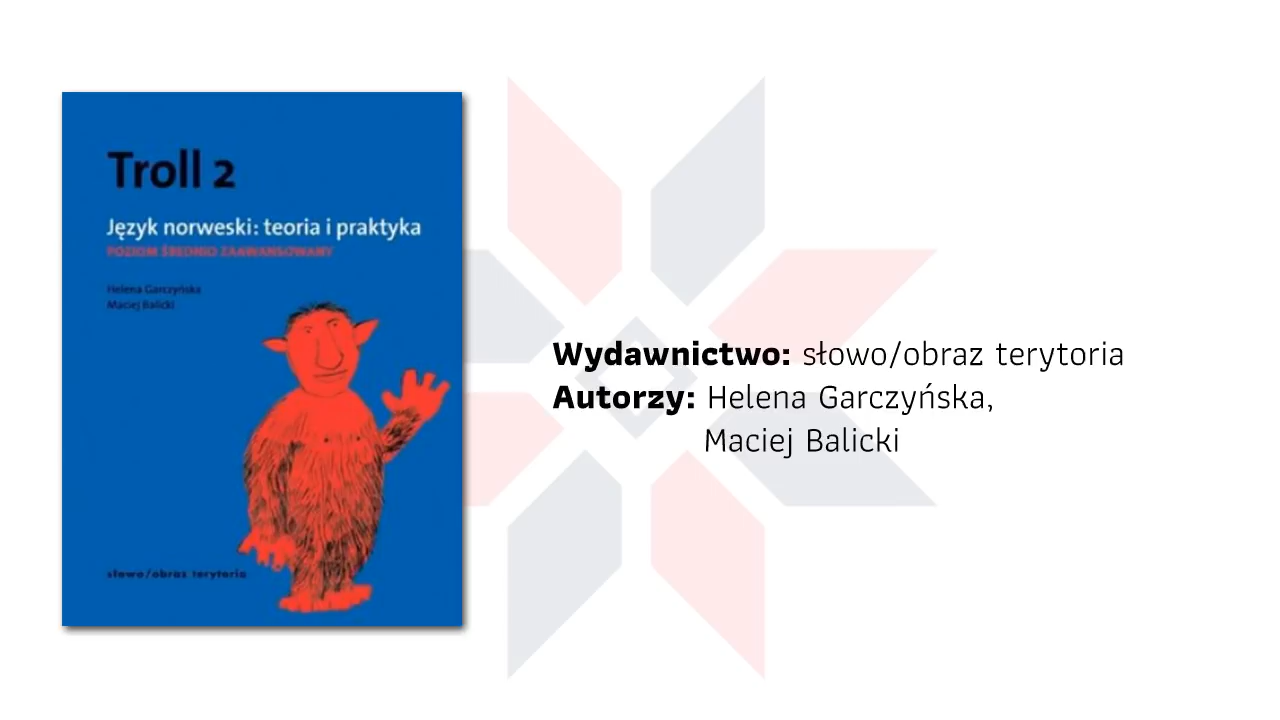 Troll 2
Język norweski: teoria i praktyka
POZIOM ŚREDNIO ZAAWANSOWANY
Helena Garczyńska
Maciej Balicki
słowo/obraz terytoria
Wydawnictwo: słowo/obraz terytoria
Autorzy: Helena Garczyńska,
Maciej Balicki